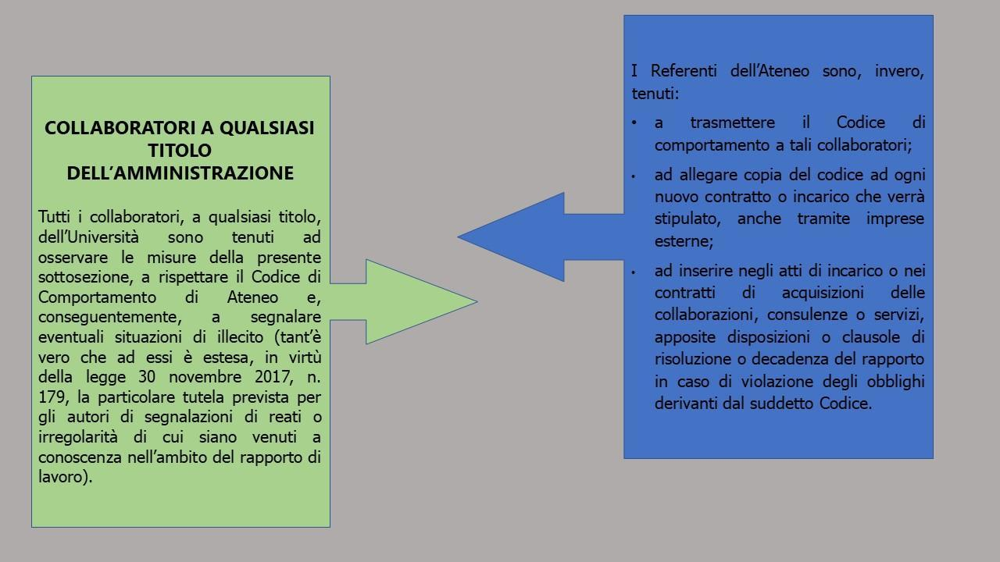 COLLABORATORI A QUALSIASI
TITOLO
DELL’AMMINISTRAZIONE
Tutti i collaboratori, a qualsiasi titolo,
dell’Università sono tenuti ad
osservare le misure della presente
sottosezione, a rispettare il Codice di
Comportamento di Ateneo e,
conseguentemente, a segnalare
eventuali situazioni di illecito (tant’è
vero che ad essi è estesa, in virtù
della legge 30 novembre 2017, n.
179, la particolare tutela prevista per
gli autori di segnalazioni di reati o
irregolarità di cui siano venuti a
conoscenza nell’ambito del rapporto di
lavoro).
I Referenti dell’Ateneo sono, invero,
tenuti:
• a trasmettere il Codice di
comportamento a tali collaboratori;
• ad allegare copia del codice ad ogni
nuovo contratto o incarico che verrà
stipulato, anche tramite imprese
esterne;
• ad inserire negli atti di incarico o nei
contratti di acquisizioni delle
collaborazioni, consulenze o servizi,
apposite disposizioni o clausole di
risoluzione o decadenza del rapporto
in caso di violazione degli obblighi
derivanti dal suddetto Codice.